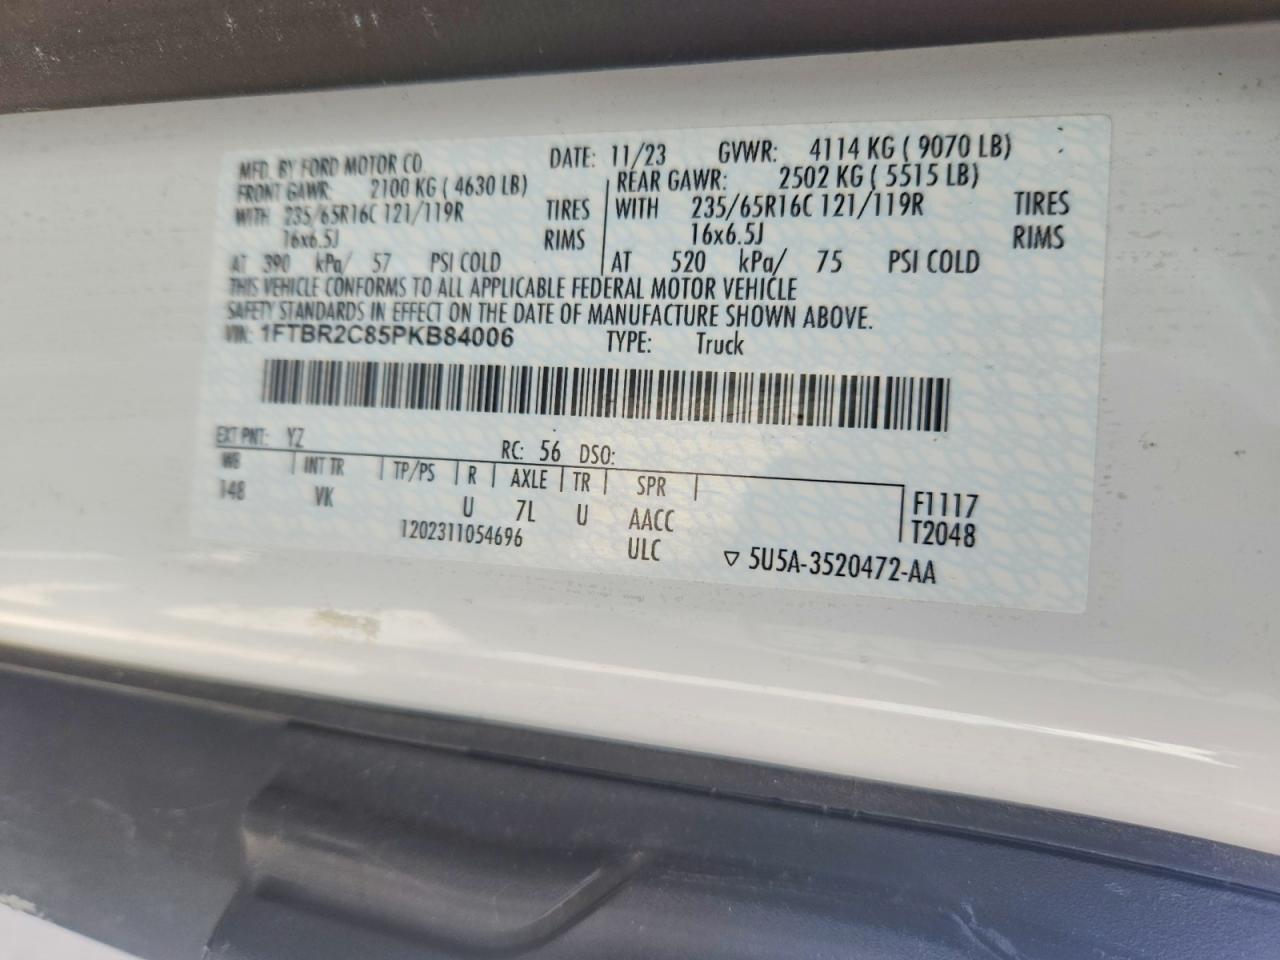 MFD. BY FORD MOTOR CO. DATE: 11/23 GVWR: 4114 KG ( 9070 LB)
FRONT GAWR: 2100 KG ( 4630 LB) REAR GAWR: 2502 KG ( 5515 LB)
WITH 235/65R16C 121/119R TIRES WITH 235/65R16C 121/119R TIRES
16x6.5J RIMS 16x6.5J RIMS
AT 390 kPa/ 57 PSI COLD AT 520 kPa/ 75 PSI COLD
THIS VEHICLE CONFORMS TO ALL APPLICABLE FEDERAL MOTOR VEHICLE
SAFETY STANDARDS IN EFFECT ON THE DATE OF MANUFACTURE SHOWN ABOVE.
VIN: 1FTBR2C85PKB84006 TYPE: Truck
EXT PNT: YZ RC: 56 DSO:
WB INT TR TP/PS R AXLE TR SPR
148 VK U 7L U AACC F1117
1202311054696 ULC T2048
▽ 5U5A-3520472-AA